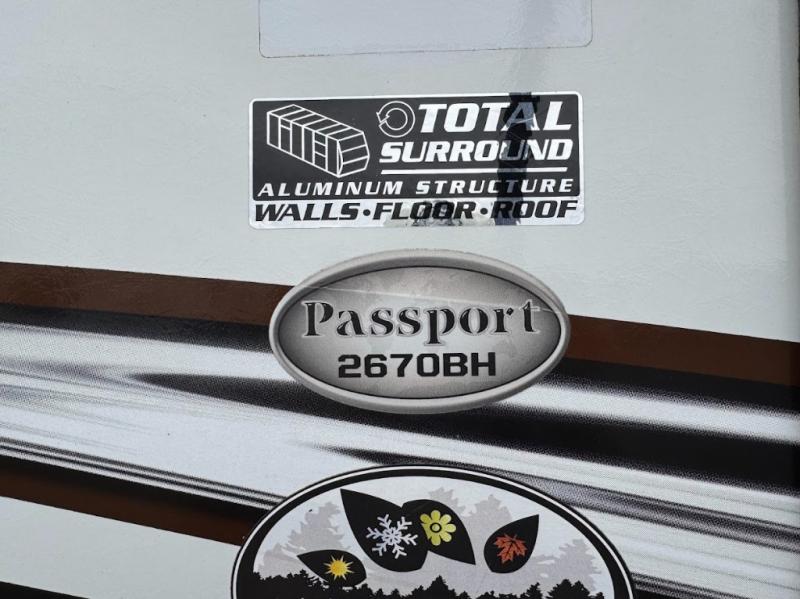 TOTAL
SURROUND
ALUMINUM STRUCTURE
WALLS•FLOOR•ROOF
Passport
2670BH